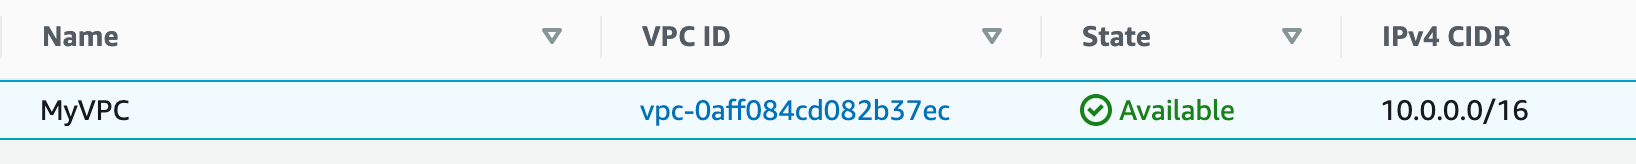 Name VPC ID State IPv4 CIDR
MyVPC vpc-0aff084cd082b37ec Available 10.0.0.0/16